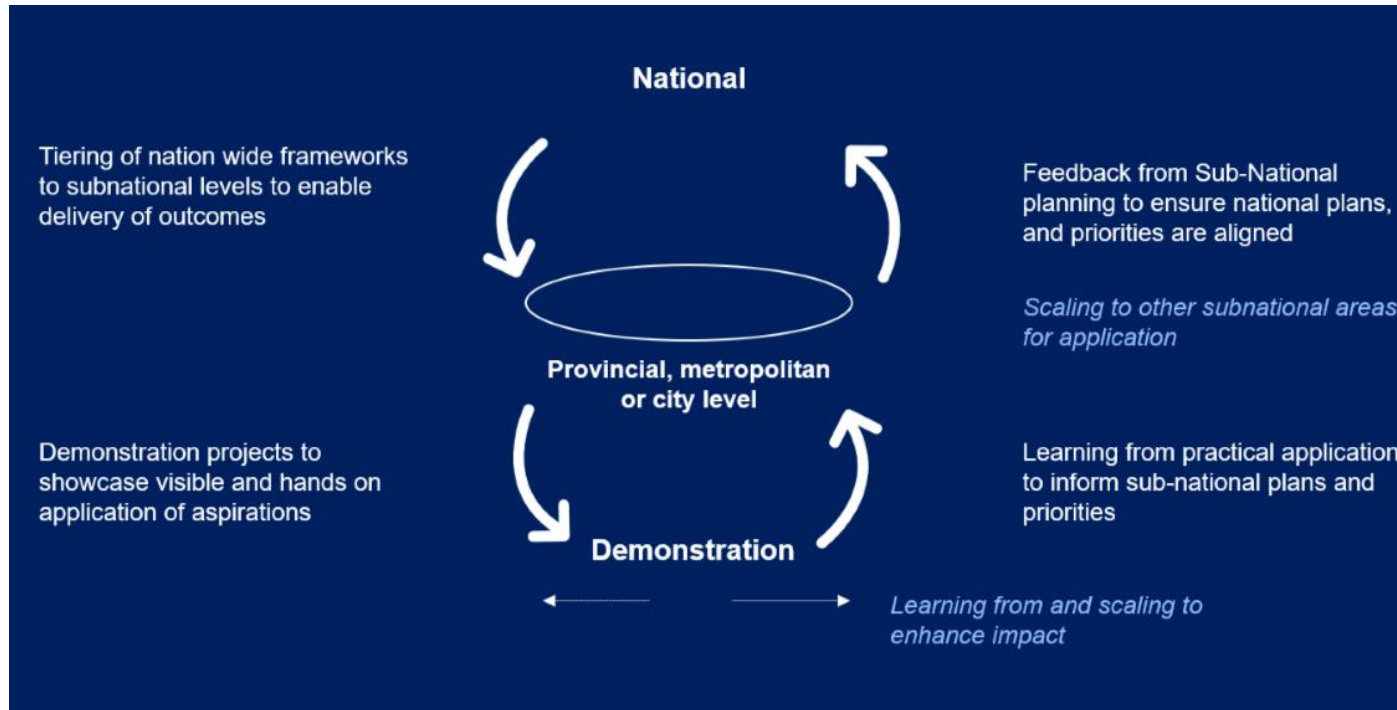 National
Tiering of nation wide frameworks
to subnational levels to enable
delivery of outcomes
Feedback from Sub-National
planning to ensure national plans,
and priorities are aligned
Scaling to other subnational areas
for application
Provincial, metropolitan
or city level
Demonstration projects to
showcase visible and hands on
application of aspirations
Learning from practical application
to inform sub-national plans and
priorities
Demonstration
Learning from and scaling to
enhance impact